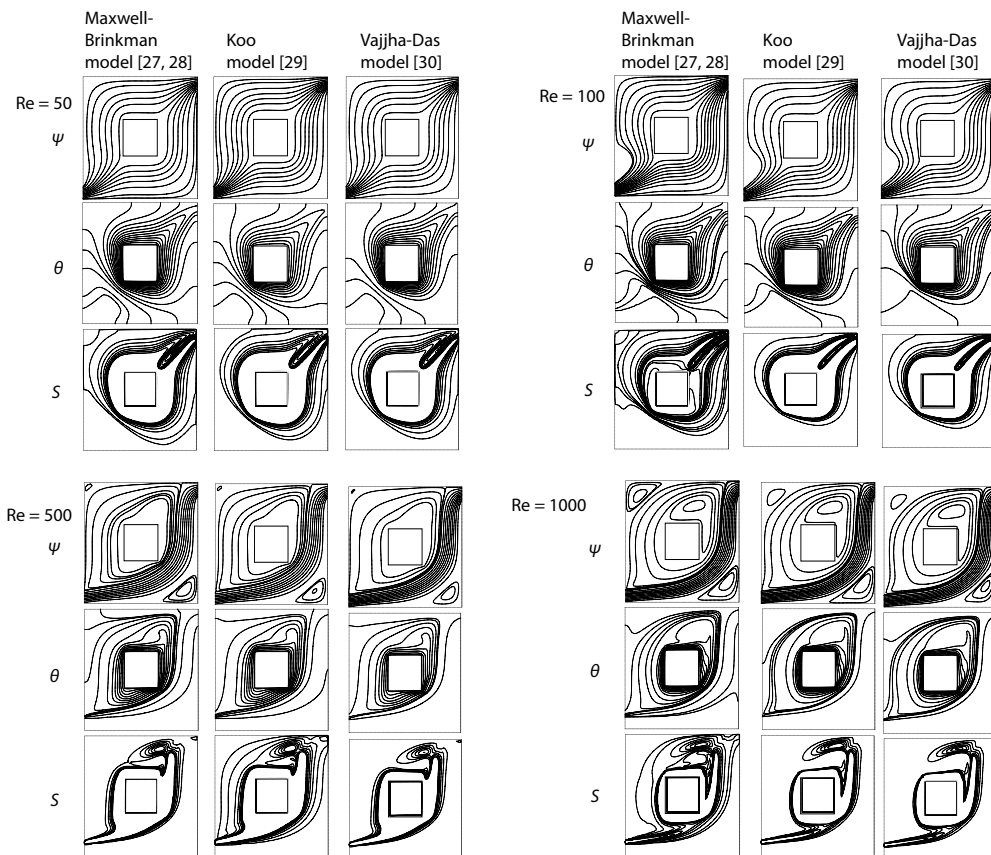 Maxwell-
Brinkman
model [27, 28]
Koo
model [29]
Vajjha-Das
model [30]
Re = 50
Ψ
θ
S
Maxwell-
Brinkman
model [27, 28]
Koo
model [29]
Vajjha-Das
model [30]
Re = 100
Ψ
θ
S
Re = 500
Ψ
θ
S
Re = 1000
Ψ
θ
S